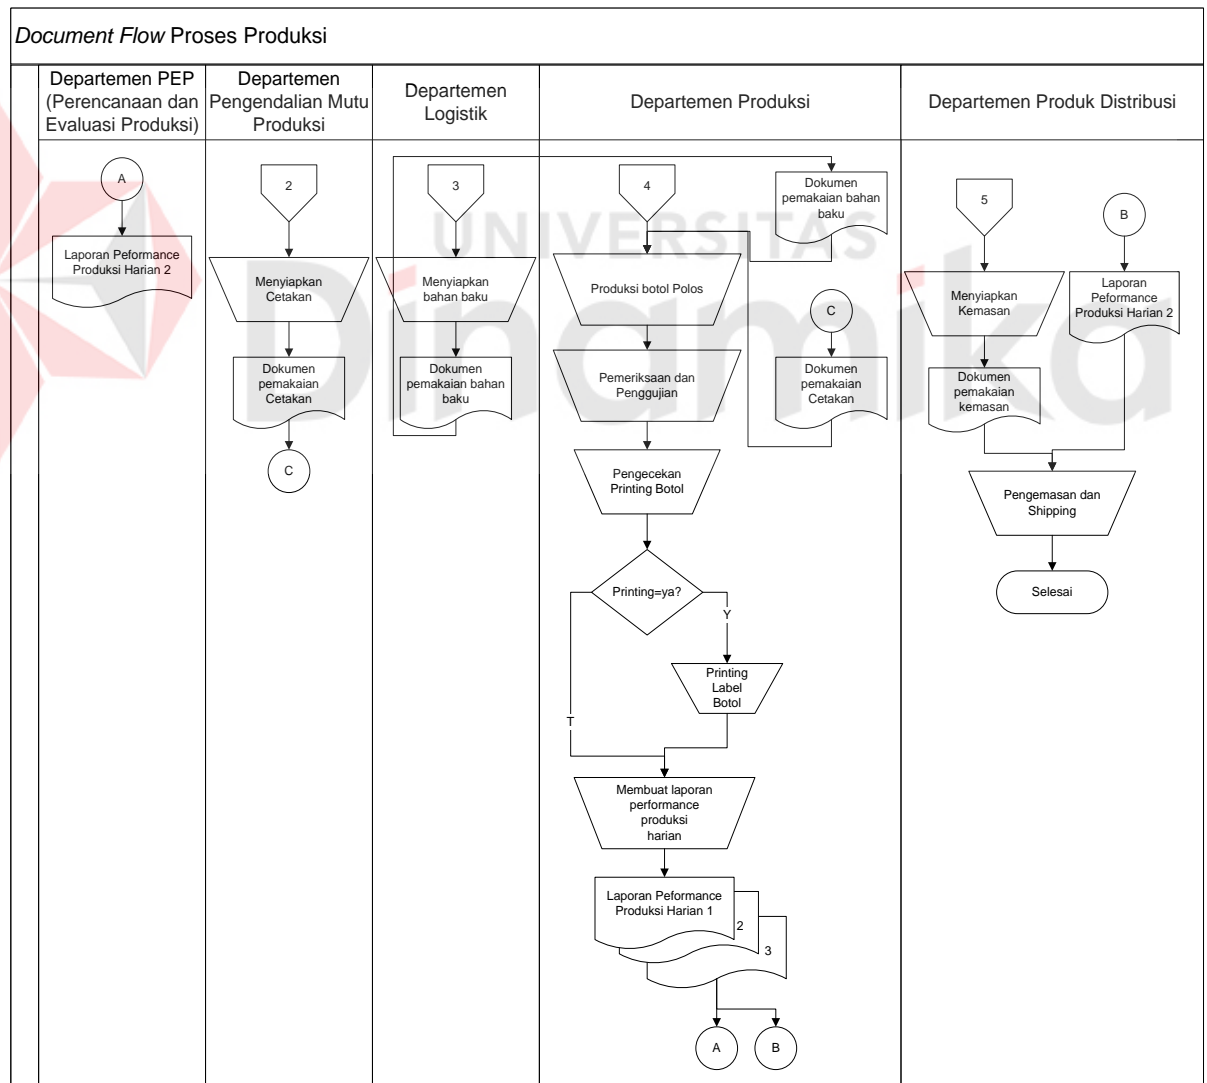 Document Flow Proses Produksi
Departemen PEP
(Perencanaan dan
Evaluasi Produksi)
Departemen
Pengendalian Mutu
Produksi
Departemen
Logistik
Departemen Produksi
Departemen Produk Distribusi
A
Laporan Peformance
Produksi Harian 2
2
Menyiapkan
Cetakan
Dokumen
pemakaian
Cetakan
C
3
Menyiapkan
bahan baku
Dokumen
pemakaian bahan
baku
4
Dokumen
pemakaian bahan
baku
Produksi botol Polos
C
Dokumen
pemakaian
Cetakan
Pemeriksaan dan
Penggujian
Pengecekan
Printing Botol
Printing=ya?
Y
T
Printing
Label
Botol
Membuat laporan
performance
produksi
harian
Laporan Peformance
Produksi Harian 1
2
3
A
B
5
Menyiapkan
Kemasan
Dokumen
pemakaian
kemasan
B
Laporan
Peformance
Produksi Harian 2
Pengemasan dan
Shipping
Selesai
UNIVERSITAS
Dinamika